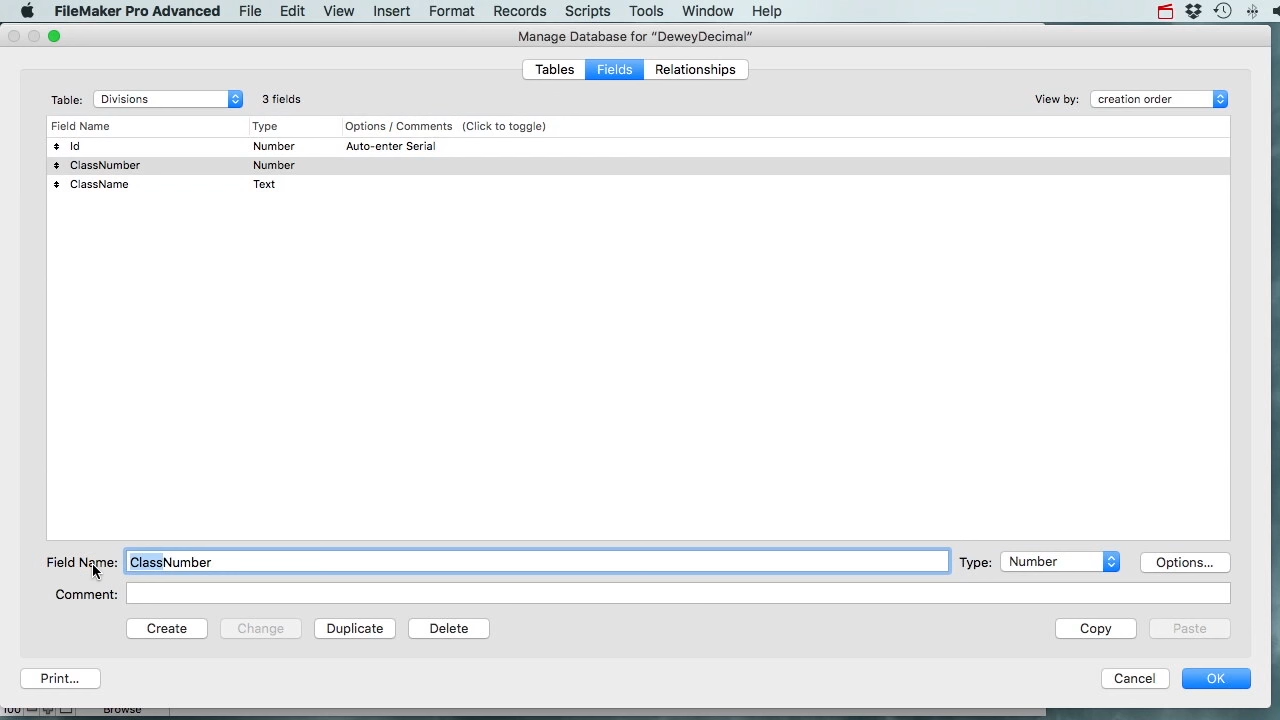 FileMaker Pro Advanced File Edit View Insert Format Records Scripts Tools Window Help
Manage Database for “DeweyDecimal”
Tables Fields Relationships
Table: Divisions 3 fields View by: creation order
Field Name Type Options / Comments (Click to toggle)
Id Number Auto-enter Serial
ClassNumber Number
ClassName Text
Field Name: ClassNumber Type: Number Options...
Comment:
Create Change Duplicate Delete Copy Paste
Print... Cancel OK
100 Browse